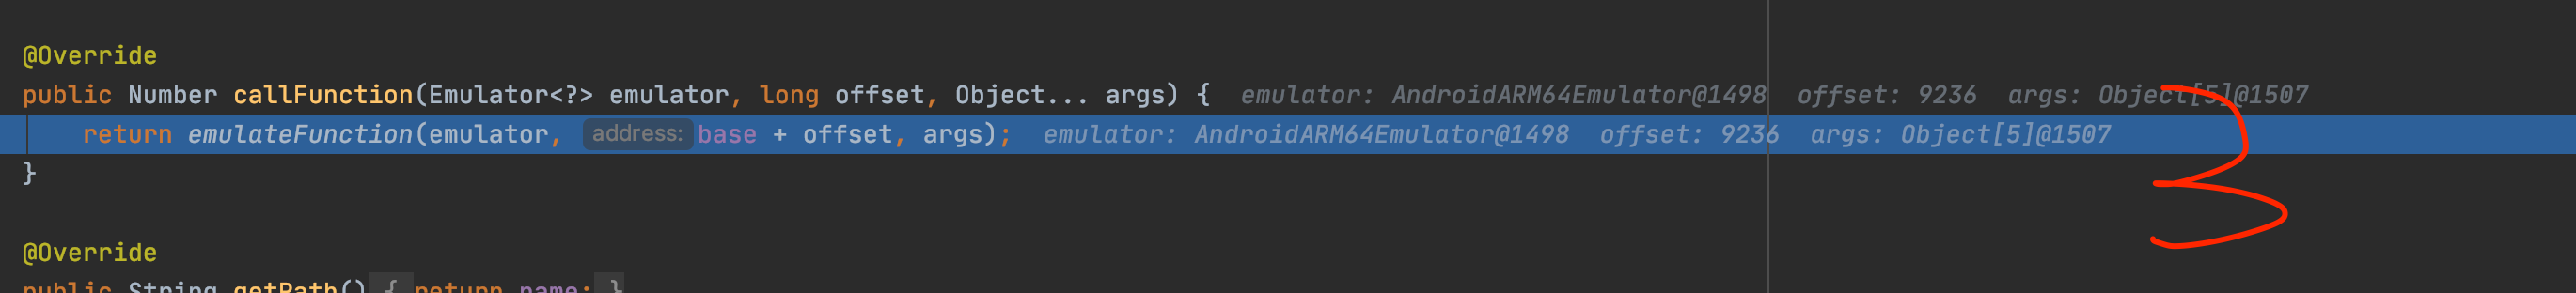 @Override
public Number callFunction(Emulator<?> emulator, long offset, Object... args) {  emulator: AndroidARM64Emulator@1498  offset: 9236  args: Object[5]@1507
    return emulateFunction(emulator, address: base + offset, args);  emulator: AndroidARM64Emulator@1498  offset: 9236  args: Object[5]@1507
}
3
@Override
public String getPath() { return name; }